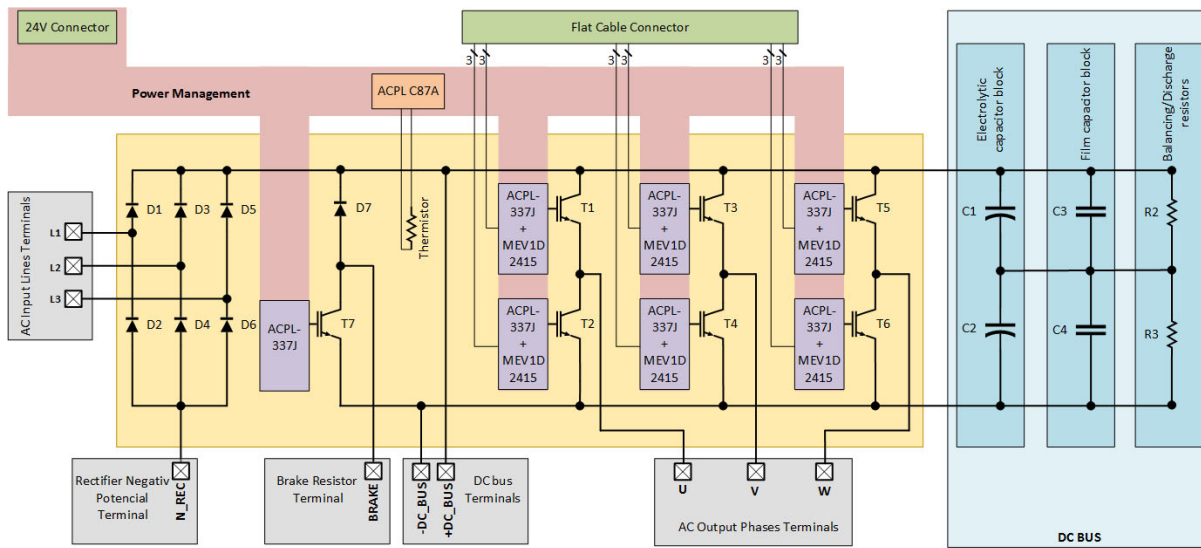 24V Connector
Flat Cable Connector
3
3
3
3
3
3
Power Management
ACPL C87A
Thermistor
AC Input Lines Terminals
L1
L2
L3
D1
D3
D5
D2
D4
D6
D7
ACPL-
337J
T7
ACPL-
337J
+
MEV1D
2415
T1
ACPL-
337J
+
MEV1D
2415
T3
ACPL-
337J
+
MEV1D
2415
T5
ACPL-
337J
+
MEV1D
2415
T2
ACPL-
337J
+
MEV1D
2415
T4
ACPL-
337J
+
MEV1D
2415
T6
Electrolytic
capacitor block
Film capacitor block
Balancing/Discharge
resistors
C1
C3
R2
C2
C4
R3
DC BUS
Rectifier Negativ
Potencial
Terminal
N_REC
Brake Resistor
Terminal
BRAKE
-DC_BUS
+DC_BUS
DC bus
Terminals
U
V
W
AC Output Phases Terminals